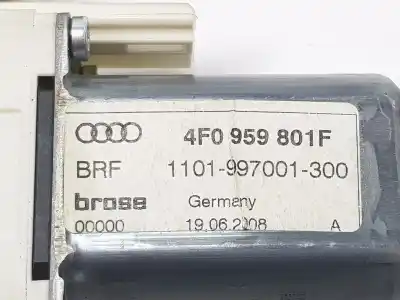 4F0 959 801F
BRF 1101-997001-300
brose Germany
00000 19.06.2008 A